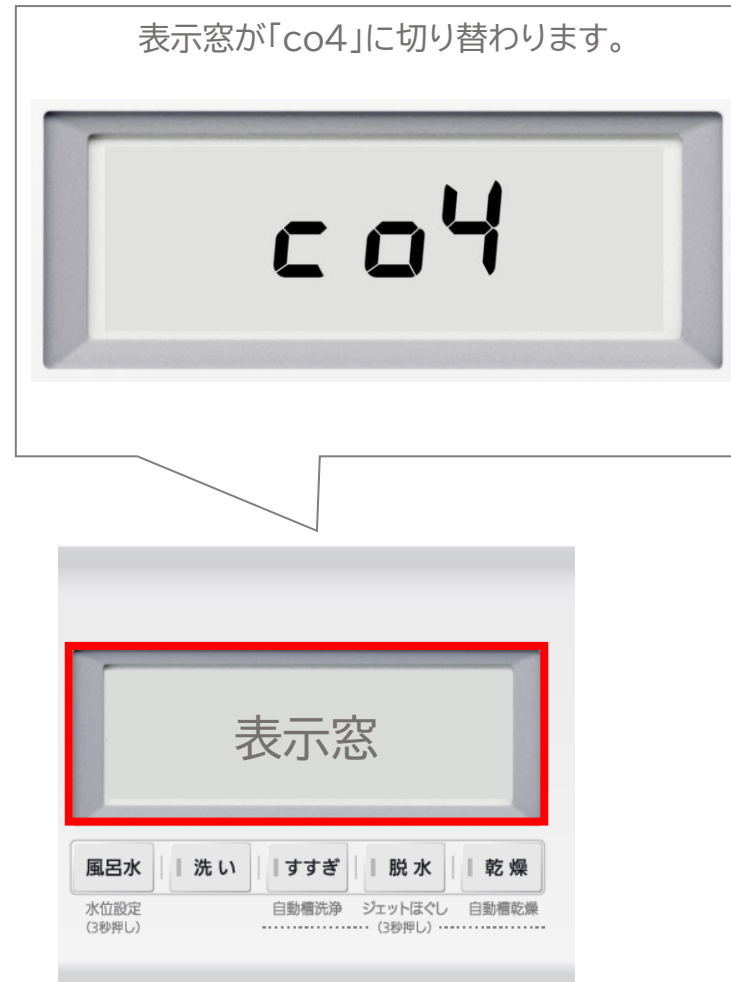 表示窓が「co4」に切り替わります。
co4
表示窓
風呂水 洗い すすぎ 脱水 乾燥
水位設定 自動槽洗浄 ジェットほぐし 自動槽乾燥
(3秒押し) (3秒押し)